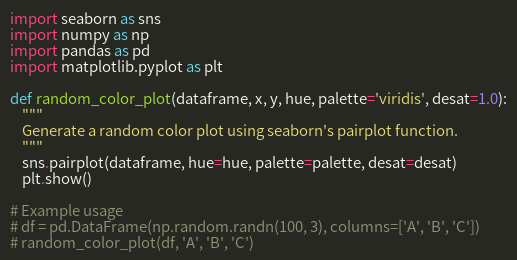 import seaborn as sns
import numpy as np
import pandas as pd
import matplotlib.pyplot as plt
def random_color_plot(dataframe, x, y, hue, palette='viridis', desat=1.0):
"""
Generate a random color plot using seaborn's pairplot function.
"""
sns.pairplot(dataframe, hue=hue, palette=palette, desat=desat)
plt.show()
# Example usage
# df = pd.DataFrame(np.random.randn(100, 3), columns=['A', 'B', 'C'])
# random_color_plot(df, 'A', 'B', 'C')